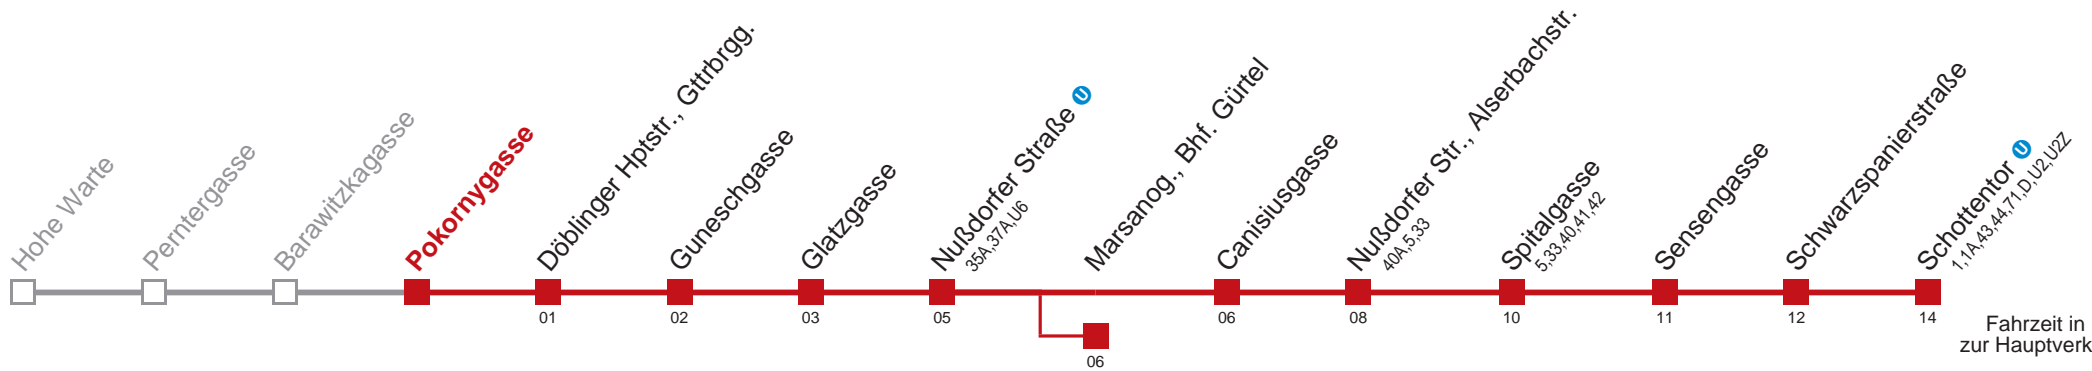 Hohe Warte
Perntergasse
Barawitzkagasse
Pokornygasse
Döblinger Hptstr., Gttrbrgg.
Guneschgasse
Glatzgasse
Nußdorfer Straße U
35A,37A,U6
Marsanog., Bhf. Gürtel
Canisiusgasse
Nußdorfer Str., Alserbachstr.
40A,5,33
Spitalgasse
5,33,40,41,42
Sensengasse
Schwarzspanierstraße
Schottentor U
1,1A,43,44,71,D,U2,U2Z
01
02
03
05
06
06
08
10
11
12
14
Fahrzeit in
zur Hauptverk